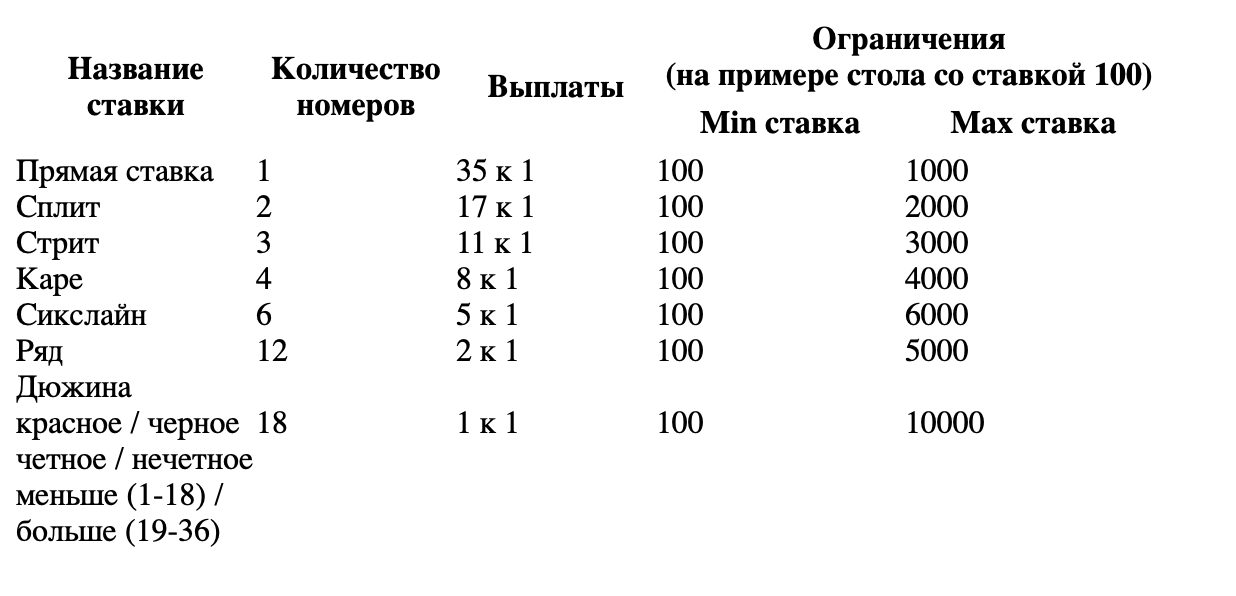 Название ставки
Количество номеров
Выплаты
Ограничения
(на примере стола со ставкой 100)
Min ставка Max ставка
Прямая ставка 1 35 к 1 100 1000
Сплит 2 17 к 1 100 2000
Стрит 3 11 к 1 100 3000
Каре 4 8 к 1 100 4000
Сикслайн 6 5 к 1 100 6000
Ряд 12 2 к 1 100 5000
Дюжина
красное / черное 18 1 к 1 100 10000
четное / нечетное
меньше (1-18) /
больше (19-36)